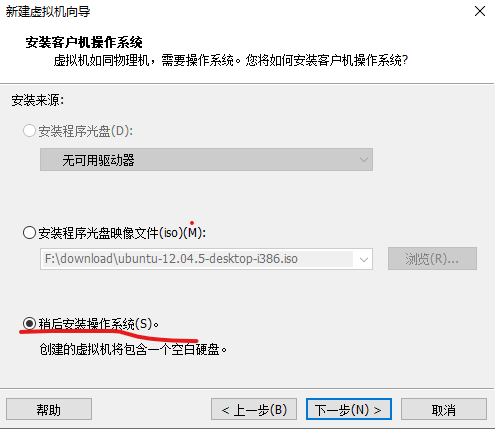 新建虚拟机向导
安装客户机操作系统
虚拟机如同物理机，需要操作系统。您将如何安装客户机操作系统?
安装来源:
安装程序光盘(D):
无可用驱动器
安装程序光盘映像文件(iso)(M):
F:\download\ubuntu-12.04.5-desktop-i386.iso
浏览(R)...
稍后安装操作系统(S)。
创建的虚拟机将包含一个空白硬盘。
帮助
< 上一步(B)
下一步(N) >
取消